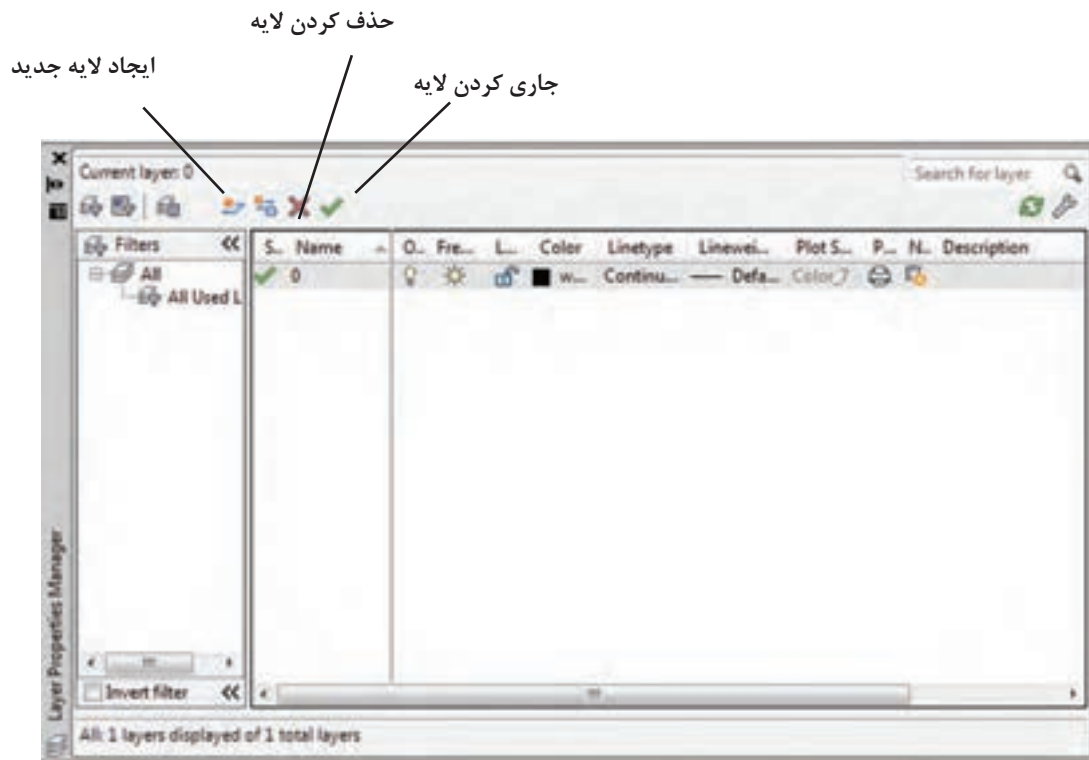 حذف کردن لایه
ایجاد لایه جدید
جاری کردن لایه
Current layer: 0
Search for layer
Filters
S.. Name O.. Fre... L... Color Linetype Linewei... Plot S... P... N.. Description
All
0 w... Continu... Defa... Color_7
All Used L
Layer Properties Manager
Invert filter
All: 1 layers displayed of 1 total layers